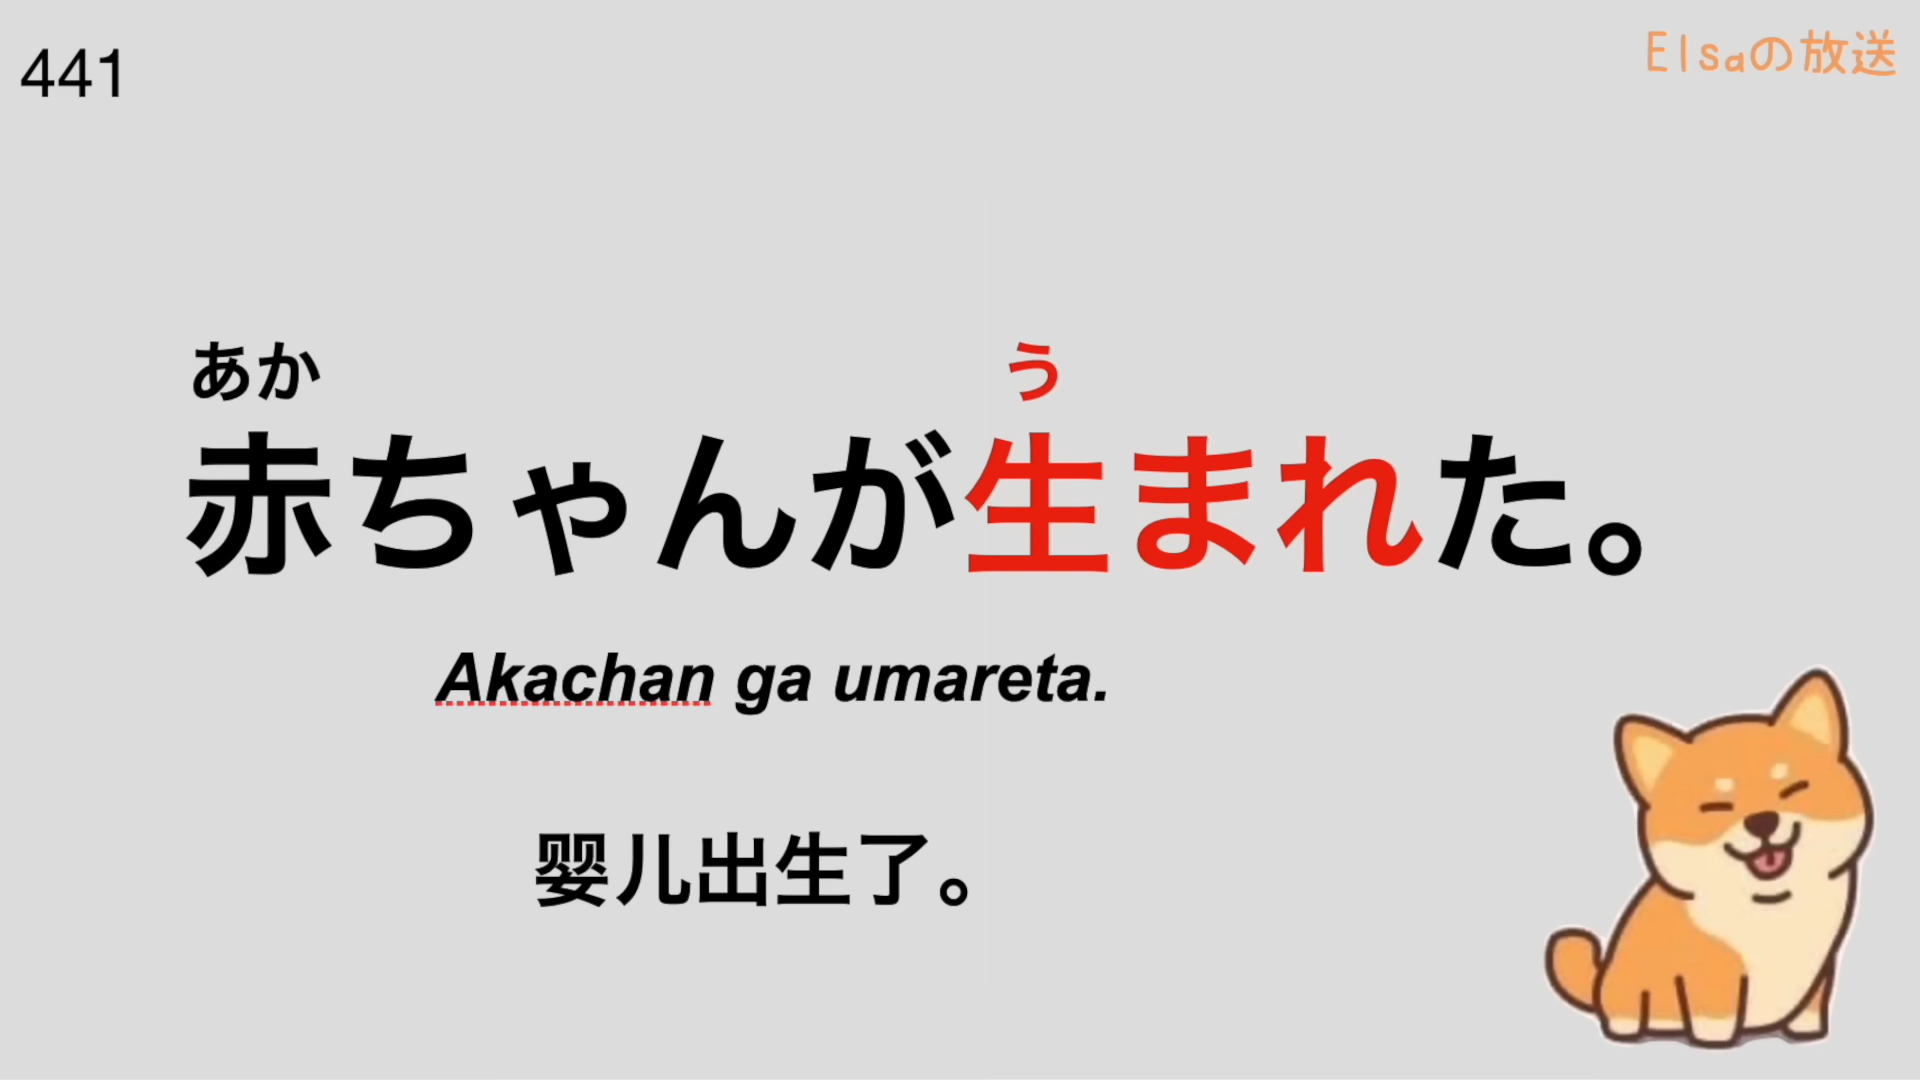 441
Elsaの放送
あか う
赤ちゃんが生まれた。
Akachan ga umareta.
婴儿出生了。